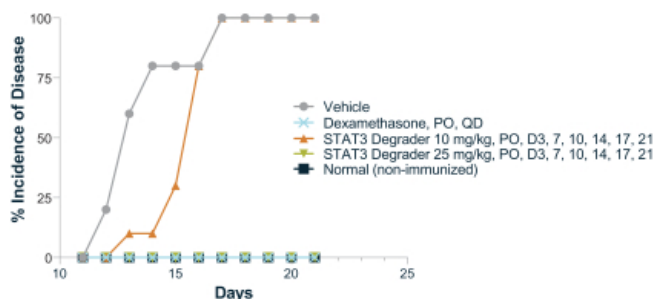 100
75
50
25
0
% Incidence of Disease
Vehicle
Dexamethasone, PO, QD
STAT3 Degrader 10 mg/kg, PO, D3, 7, 10, 14, 17, 21
STAT3 Degrader 25 mg/kg, PO, D3, 7, 10, 14, 17, 21
Normal (non-immunized)
10 15 20 25
Days